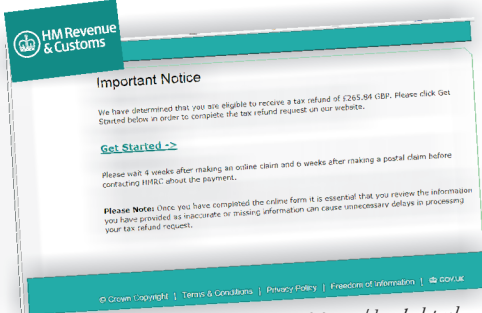 HM Revenue
& Customs
Important Notice
We have determined that you are eligible to receive a tax refund of £265.84 GBP. Please click Get
Started below in order to complete the tax refund request on our website.
Get Started ->
Please wait 4 weeks after making an online claim and 6 weeks after making a postal claim before
contacting HMRC about the payment.
Please Note: Once you have completed the online form it is essential that you review the information
you have provided as inaccurate or missing information can cause unnecessary delays in processing
your tax refund request.
© Crown Copyright | Terms & Conditions | Privacy Policy | Freedom of Information | GOV.UK